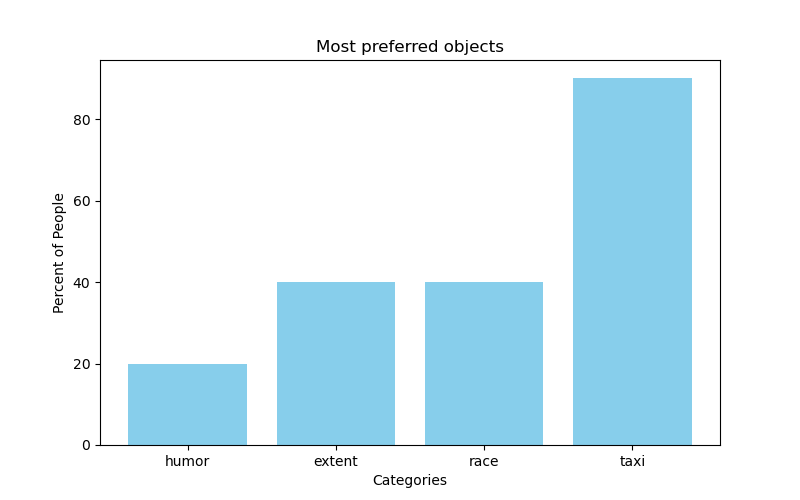 Most preferred objects
Percent of People
80
60
40
20
0
humor extent race taxi
Categories